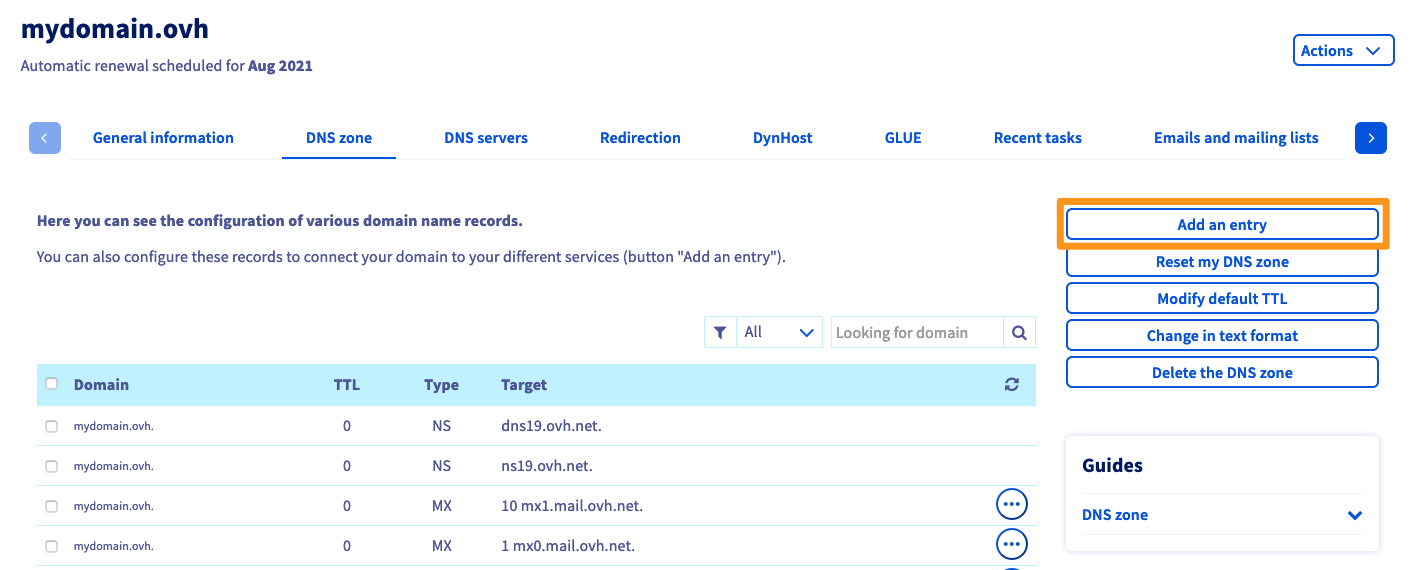 mydomain.ovh
Automatic renewal scheduled for Aug 2021
Actions
General information DNS zone DNS servers Redirection DynHost GLUE Recent tasks Emails and mailing lists
Here you can see the configuration of various domain name records.
You can also configure these records to connect your domain to your different services (button "Add an entry").
Add an entry
Reset my DNS zone
Modify default TTL
Change in text format
Delete the DNS zone
All Looking for domain
Domain TTL Type Target
mydomain.ovh. 0 NS dns19.ovh.net.
mydomain.ovh. 0 NS ns19.ovh.net.
mydomain.ovh. 0 MX 10 mx1.mail.ovh.net.
mydomain.ovh. 0 MX 1 mx0.mail.ovh.net.
Guides
DNS zone